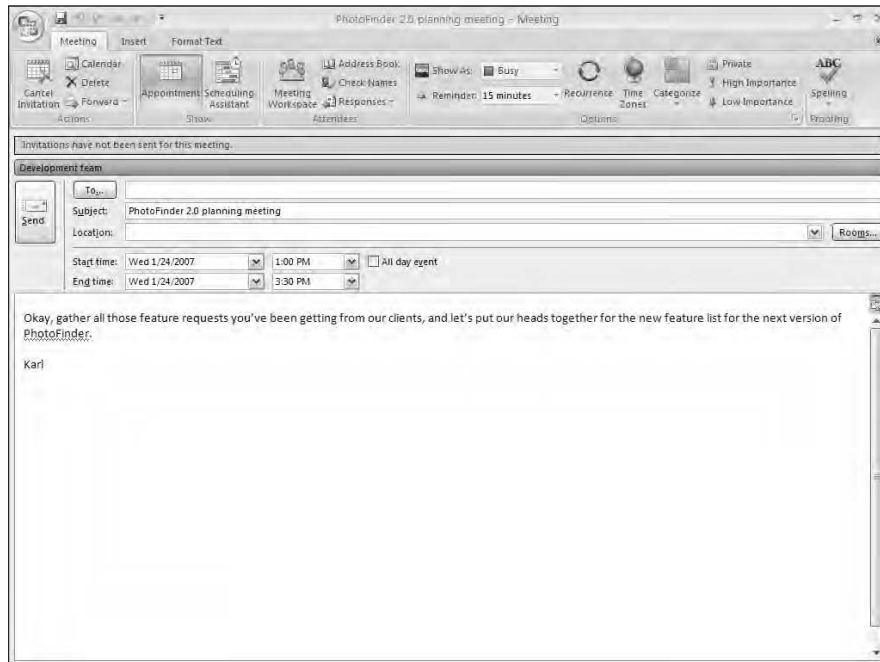 PhotoFinder 2.0 planning meeting – Meeting
Meeting Insert Format Text
Cancel Invitation
Calendar
Delete
Forward
Actions
Appointment
Scheduling Assistant
Show
Meeting Workspace
Address Book
Check Names
Responses
Attendees
Show As: Busy
Reminder: 15 minutes
Recurrence
Time Zones
Categorize
Private
High Importance
Low Importance
Options
ABC
Spelling
Proofing
Invitations have not been sent for this meeting.
Development team
Send
To...
Subject: PhotoFinder 2.0 planning meeting
Location: Rooms...
Start time: Wed 1/24/2007 1:00 PM All day event
End time: Wed 1/24/2007 3:30 PM
Okay, gather all those feature requests you've been getting from our clients, and let's put our heads together for the new feature list for the next version of
PhotoFinder.
Karl